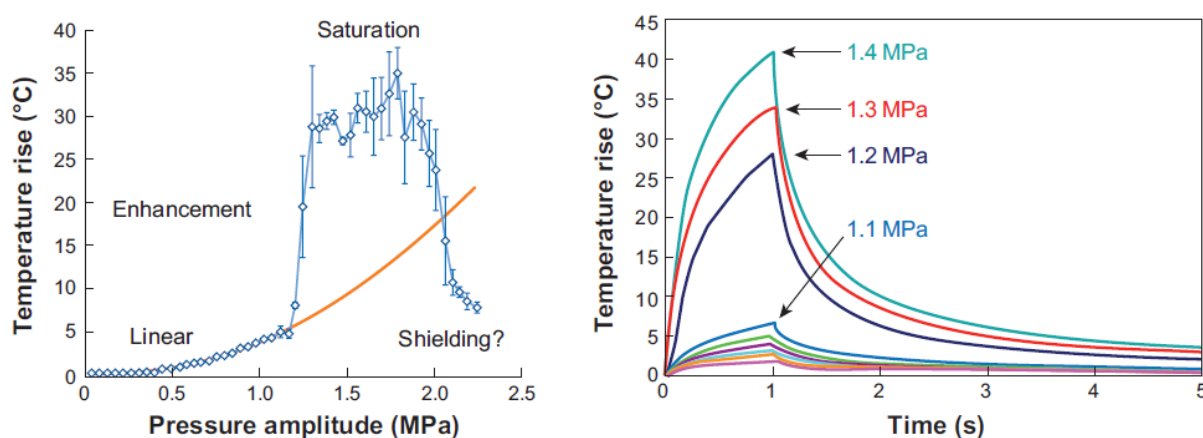 40
35
30
25
20
15
10
5
0
Temperature rise (°C)
Saturation
Enhancement
Linear
Shielding?
0 0.5 1.0 1.5 2.0 2.5
Pressure amplitude (MPa)
45
40
35
30
25
20
15
10
5
0
Temperature rise (°C)
1.4 MPa
1.3 MPa
1.2 MPa
1.1 MPa
0 1 2 3 4 5
Time (s)